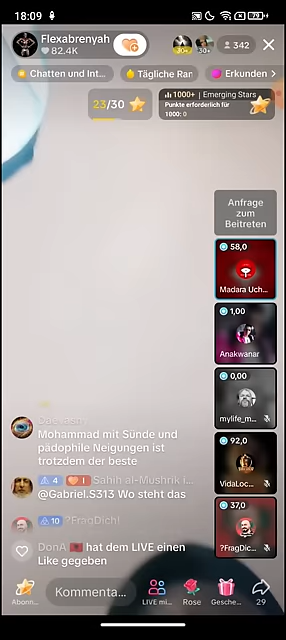 18:09
79
Flexabrenyah
82.4K
30+
30+
342
Chatten und Int...
Tägliche Ran
Erkunden >
23/30
1000+ | Emerging Stars
Punkte erforderlich für
1000: 0
Anfrage
zum
Beitreten
58,0
Madara Uch...
1,00
Anakwanar
0,00
mylife_m...
92,0
VidaLoc...
37,0
?FragDic...
Mohammad mit Sünde und
pädophile Neigungen ist
trotzdem der beste
4 1 Sahih al-Mushrik i...
@Gabriel.S313 Wo steht das
10 ?FragDich!
DonA 🇦🇱 hat dem LIVE einen
Like gegeben
Abonn...
Kommenta...
LIVE mi...
Rose
Gesche...
29